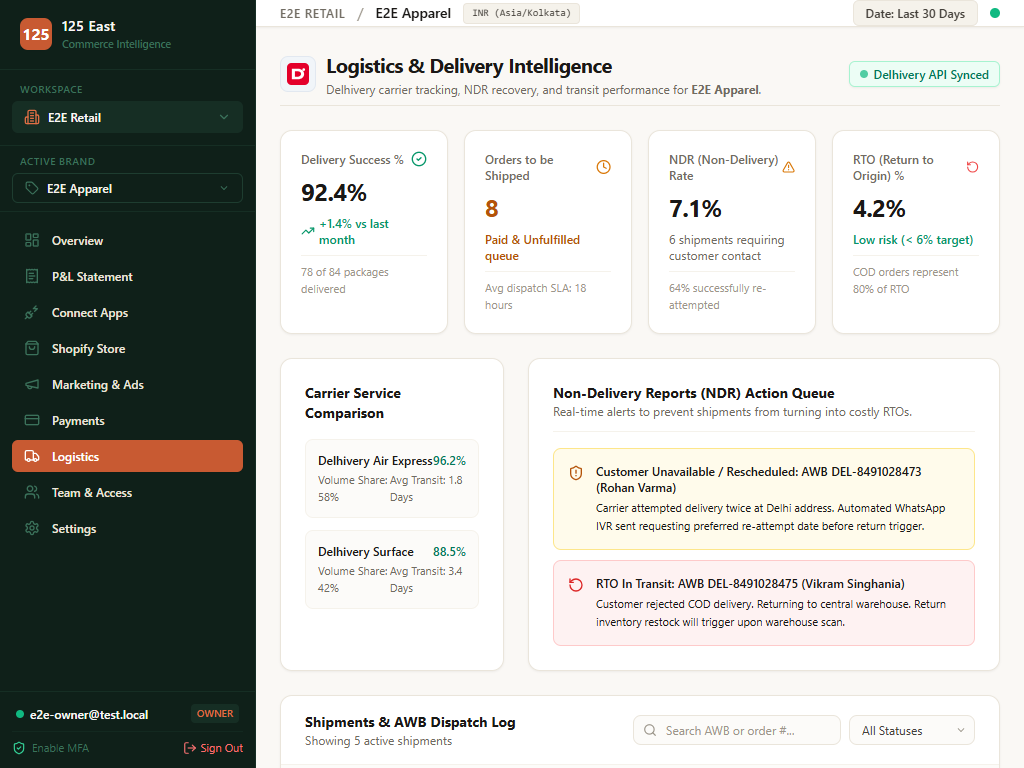 125
125 East
Commerce Intelligence
WORKSPACE
E2E Retail
ACTIVE BRAND
E2E Apparel
Overview
P&L Statement
Connect Apps
Shopify Store
Marketing & Ads
Payments
Logistics
Team & Access
Settings
e2e-owner@test.local
OWNER
Enable MFA
Sign Out
E2E RETAIL / E2E Apparel
INR (Asia/Kolkata)
Date: Last 30 Days
D
Logistics & Delivery Intelligence
Delhivery carrier tracking, NDR recovery, and transit performance for E2E Apparel.
Delhivery API Synced
Delivery Success %
92.4%
+1.4% vs last
month
78 of 84 packages
delivered
Orders to be
Shipped
8
Paid & Unfulfilled
queue
Avg dispatch SLA: 18
hours
NDR (Non-Delivery)
Rate
7.1%
6 shipments requiring
customer contact
64% successfully re-
attempted
RTO (Return to
Origin) %
4.2%
Low risk (< 6% target)
COD orders represent
80% of RTO
Carrier Service
Comparison
Delhivery Air Express 96.2%
Volume Share: Avg Transit: 1.8
58% Days
Delhivery Surface 88.5%
Volume Share: Avg Transit: 3.4
42% Days
Non-Delivery Reports (NDR) Action Queue
Real-time alerts to prevent shipments from turning into costly RTOs.
Customer Unavailable / Rescheduled: AWB DEL-8491028473
(Rohan Varma)
Carrier attempted delivery twice at Delhi address. Automated WhatsApp
IVR sent requesting preferred re-attempt date before return trigger.
RTO In Transit: AWB DEL-8491028475 (Vikram Singhania)
Customer rejected COD delivery. Returning to central warehouse. Return
inventory restock will trigger upon warehouse scan.
Shipments & AWB Dispatch Log
Showing 5 active shipments
Search AWB or order #...
All Statuses